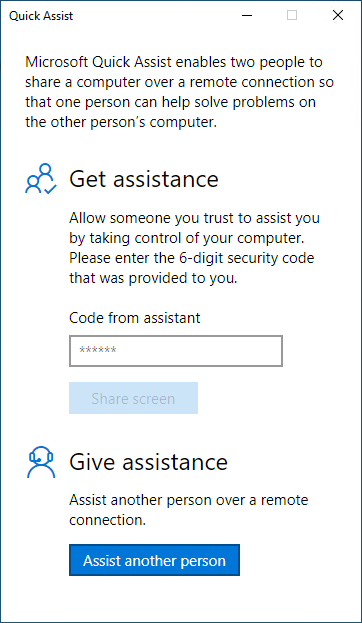 Quick Assist
Microsoft Quick Assist enables two people to
share a computer over a remote connection so
that one person can help solve problems on
the other person's computer.
Get assistance
Allow someone you trust to assist you
by taking control of your computer.
Please enter the 6-digit security code
that was provided to you.
Code from assistant
******
Share screen
Give assistance
Assist another person over a remote
connection.
Assist another person